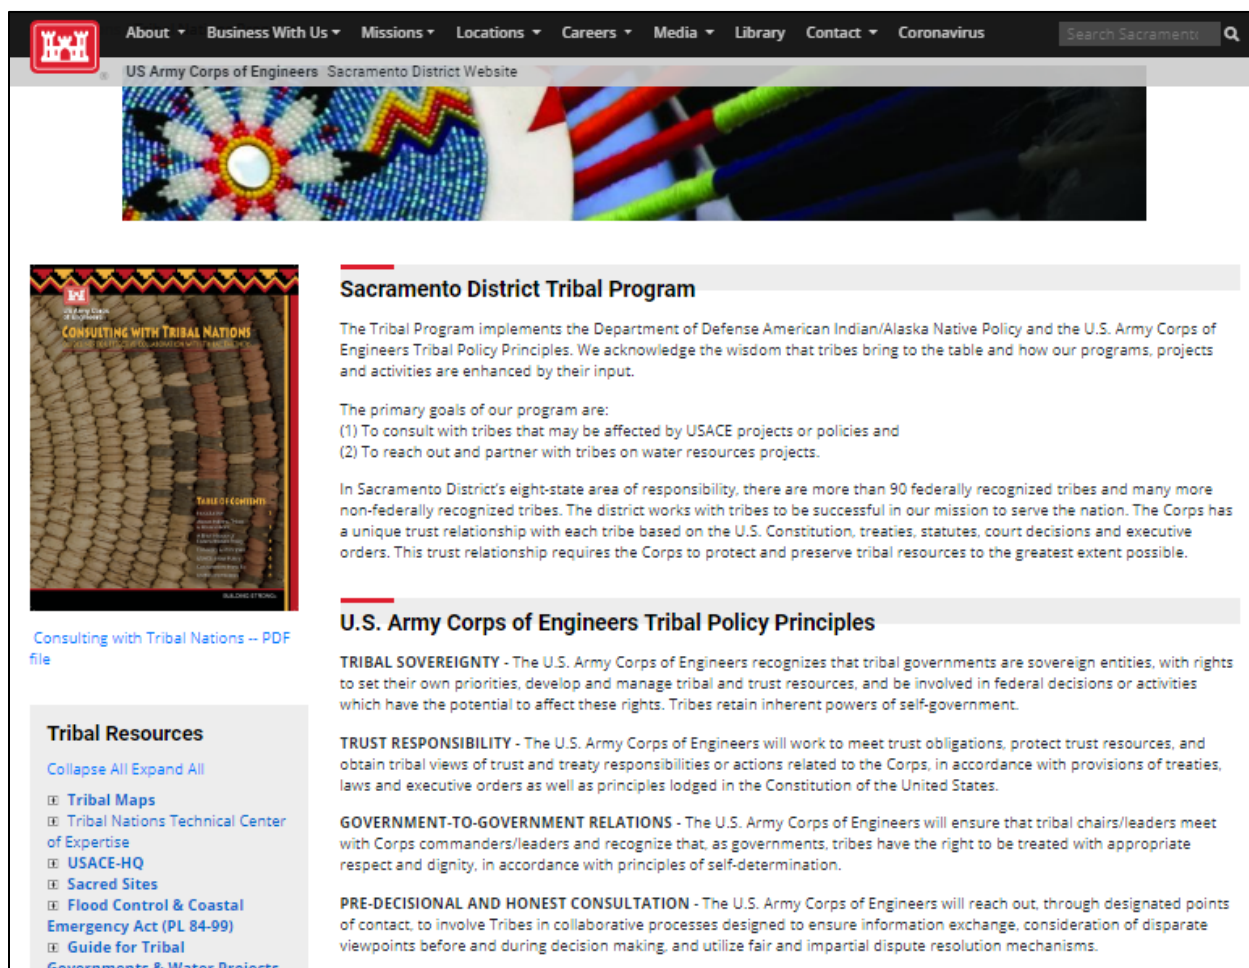 About Business With Us Missions Locations Careers Media Library Contact Coronavirus Search Sacramento
US Army Corps of Engineers Sacramento District Website
US Army Corps
of Engineers
CONSULTING WITH TRIBAL NATIONS
TABLE OF CONTENTS
BUILDING STRONG®
Consulting with Tribal Nations -- PDF
file
Tribal Resources
Collapse All Expand All
Tribal Maps
Tribal Nations Technical Center
of Expertise
USACE-HQ
Sacred Sites
Flood Control & Coastal
Emergency Act (PL 84-99)
Guide for Tribal
Governments & Water Projects
Sacramento District Tribal Program
The Tribal Program implements the Department of Defense American Indian/Alaska Native Policy and the U.S. Army Corps of
Engineers Tribal Policy Principles. We acknowledge the wisdom that tribes bring to the table and how our programs, projects
and activities are enhanced by their input.
The primary goals of our program are:
(1) To consult with tribes that may be affected by USACE projects or policies and
(2) To reach out and partner with tribes on water resources projects.
In Sacramento District's eight-state area of responsibility, there are more than 90 federally recognized tribes and many more
non-federally recognized tribes. The district works with tribes to be successful in our mission to serve the nation. The Corps has
a unique trust relationship with each tribe based on the U.S. Constitution, treaties, statutes, court decisions and executive
orders. This trust relationship requires the Corps to protect and preserve tribal resources to the greatest extent possible.
U.S. Army Corps of Engineers Tribal Policy Principles
TRIBAL SOVEREIGNTY - The U.S. Army Corps of Engineers recognizes that tribal governments are sovereign entities, with rights
to set their own priorities, develop and manage tribal and trust resources, and be involved in federal decisions or activities
which have the potential to affect these rights. Tribes retain inherent powers of self-government.
TRUST RESPONSIBILITY - The U.S. Army Corps of Engineers will work to meet trust obligations, protect trust resources, and
obtain tribal views of trust and treaty responsibilities or actions related to the Corps, in accordance with provisions of treaties,
laws and executive orders as well as principles lodged in the Constitution of the United States.
GOVERNMENT-TO-GOVERNMENT RELATIONS - The U.S. Army Corps of Engineers will ensure that tribal chairs/leaders meet
with Corps commanders/leaders and recognize that, as governments, tribes have the right to be treated with appropriate
respect and dignity, in accordance with principles of self-determination.
PRE-DECISIONAL AND HONEST CONSULTATION - The U.S. Army Corps of Engineers will reach out, through designated points
of contact, to involve Tribes in collaborative processes designed to ensure information exchange, consideration of disparate
viewpoints before and during decision making, and utilize fair and impartial dispute resolution mechanisms.